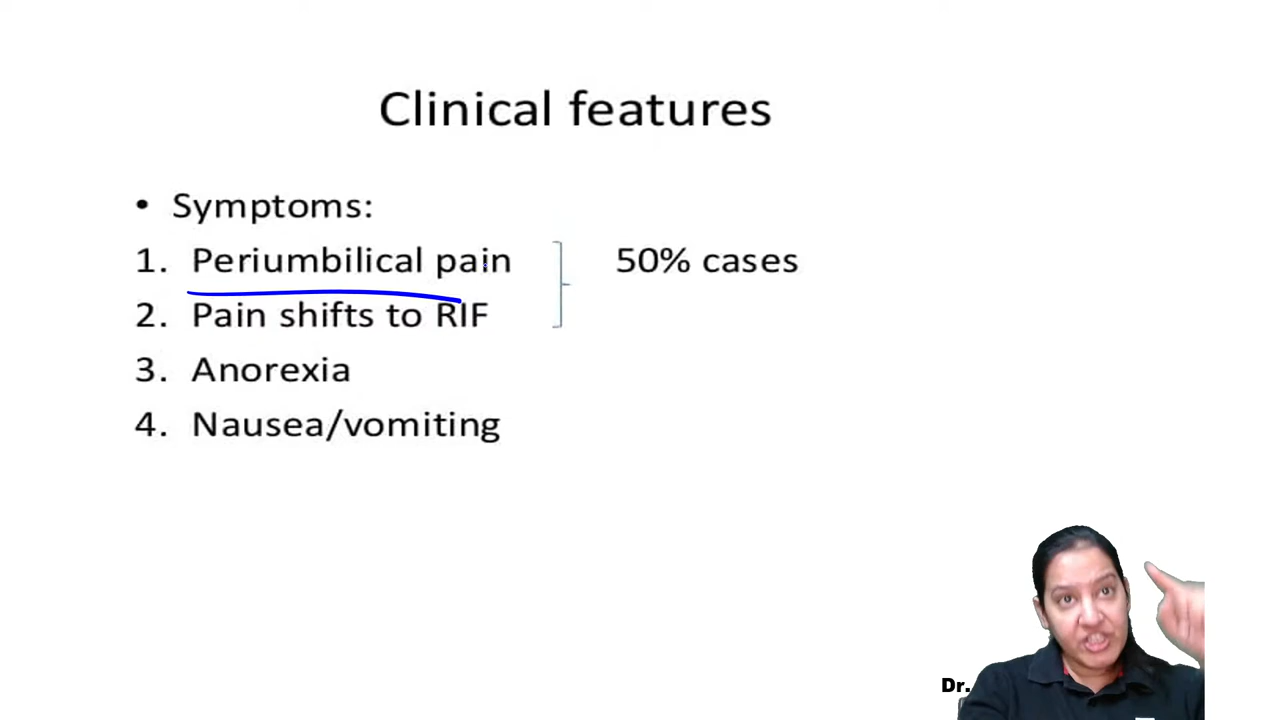 Clinical features
• Symptoms:
1. Periumbilical pain
50% cases
2. Pain shifts to RIF
3. Anorexia
4. Nausea/vomiting
Dr.